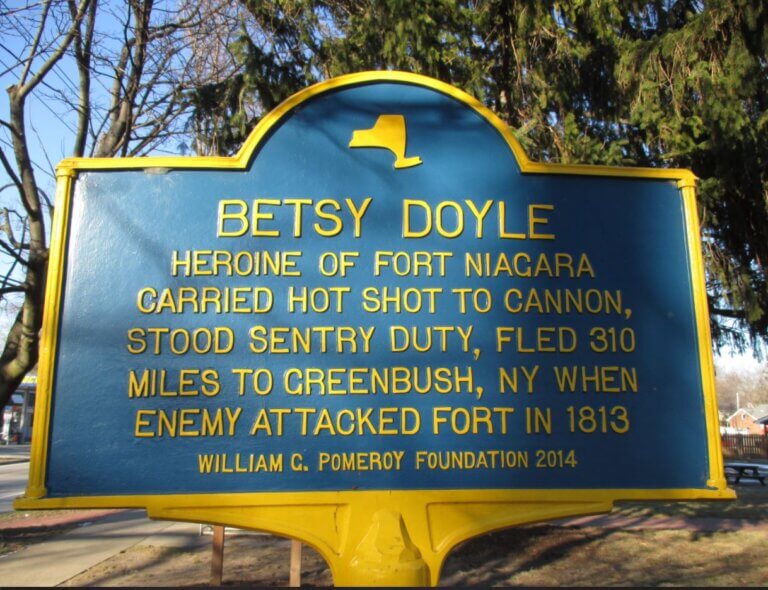 BETSY DOYLE
HEROINE OF FORT NIAGARA
CARRIED HOT SHOT TO CANNON,
STOOD SENTRY DUTY, FLED 310
MILES TO GREENBUSH, NY WHEN
ENEMY ATTACKED FORT IN 1813
WILLIAM G. POMEROY FOUNDATION 2014